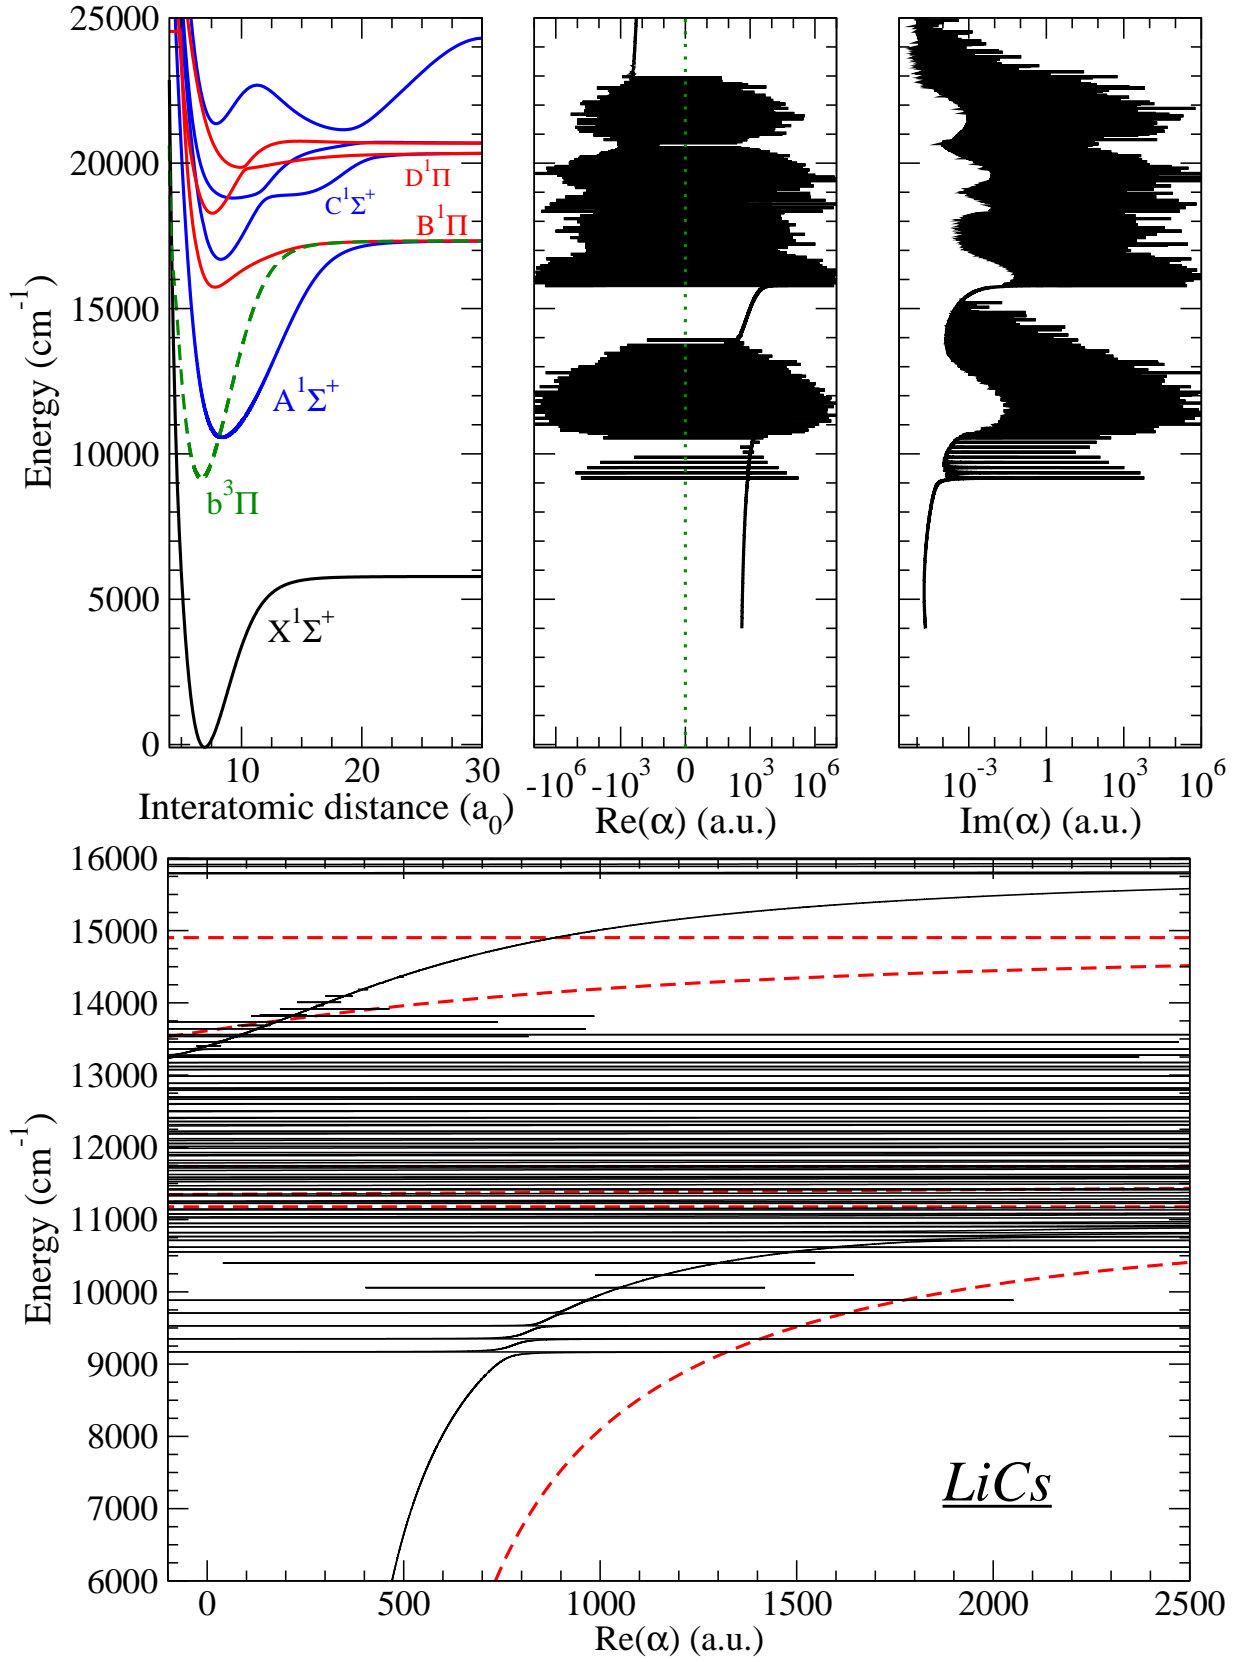 25000
20000
15000
10000
5000
0
Energy (cm⁻¹)
D¹Π
C¹Σ⁺
B¹Π
A¹Σ⁺
b³Π
X¹Σ⁺
10 20 30
Interatomic distance (a₀)
-10⁶ -10³ 0 10³ 10⁶
Re(α) (a.u.)
10⁻³ 1 10³ 10⁶
Im(α) (a.u.)
16000
15000
14000
13000
12000
11000
10000
9000
8000
7000
6000
Energy (cm⁻¹)
LiCs
0 500 1000 1500 2000 2500
Re(α) (a.u.)